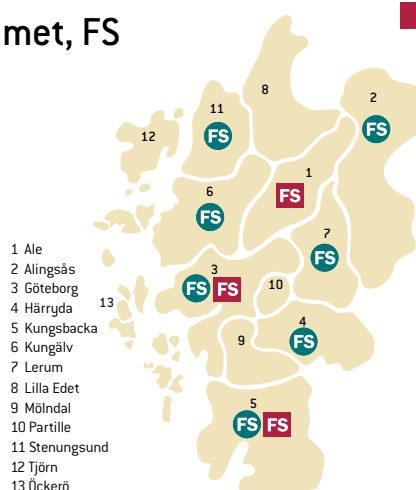 met, FS
8
2
11
FS
12
FS
1
6
FS
FS
7
FS
3
10
FS FS
13
4
9
FS
5
FS FS
1 Ale
2 Alingsås
3 Göteborg
4 Härryda
5 Kungsbacka
6 Kungälv
7 Lerum
8 Lilla Edet
9 Mölndal
10 Partille
11 Stenungsund
12 Tjörn
13 Öckerö